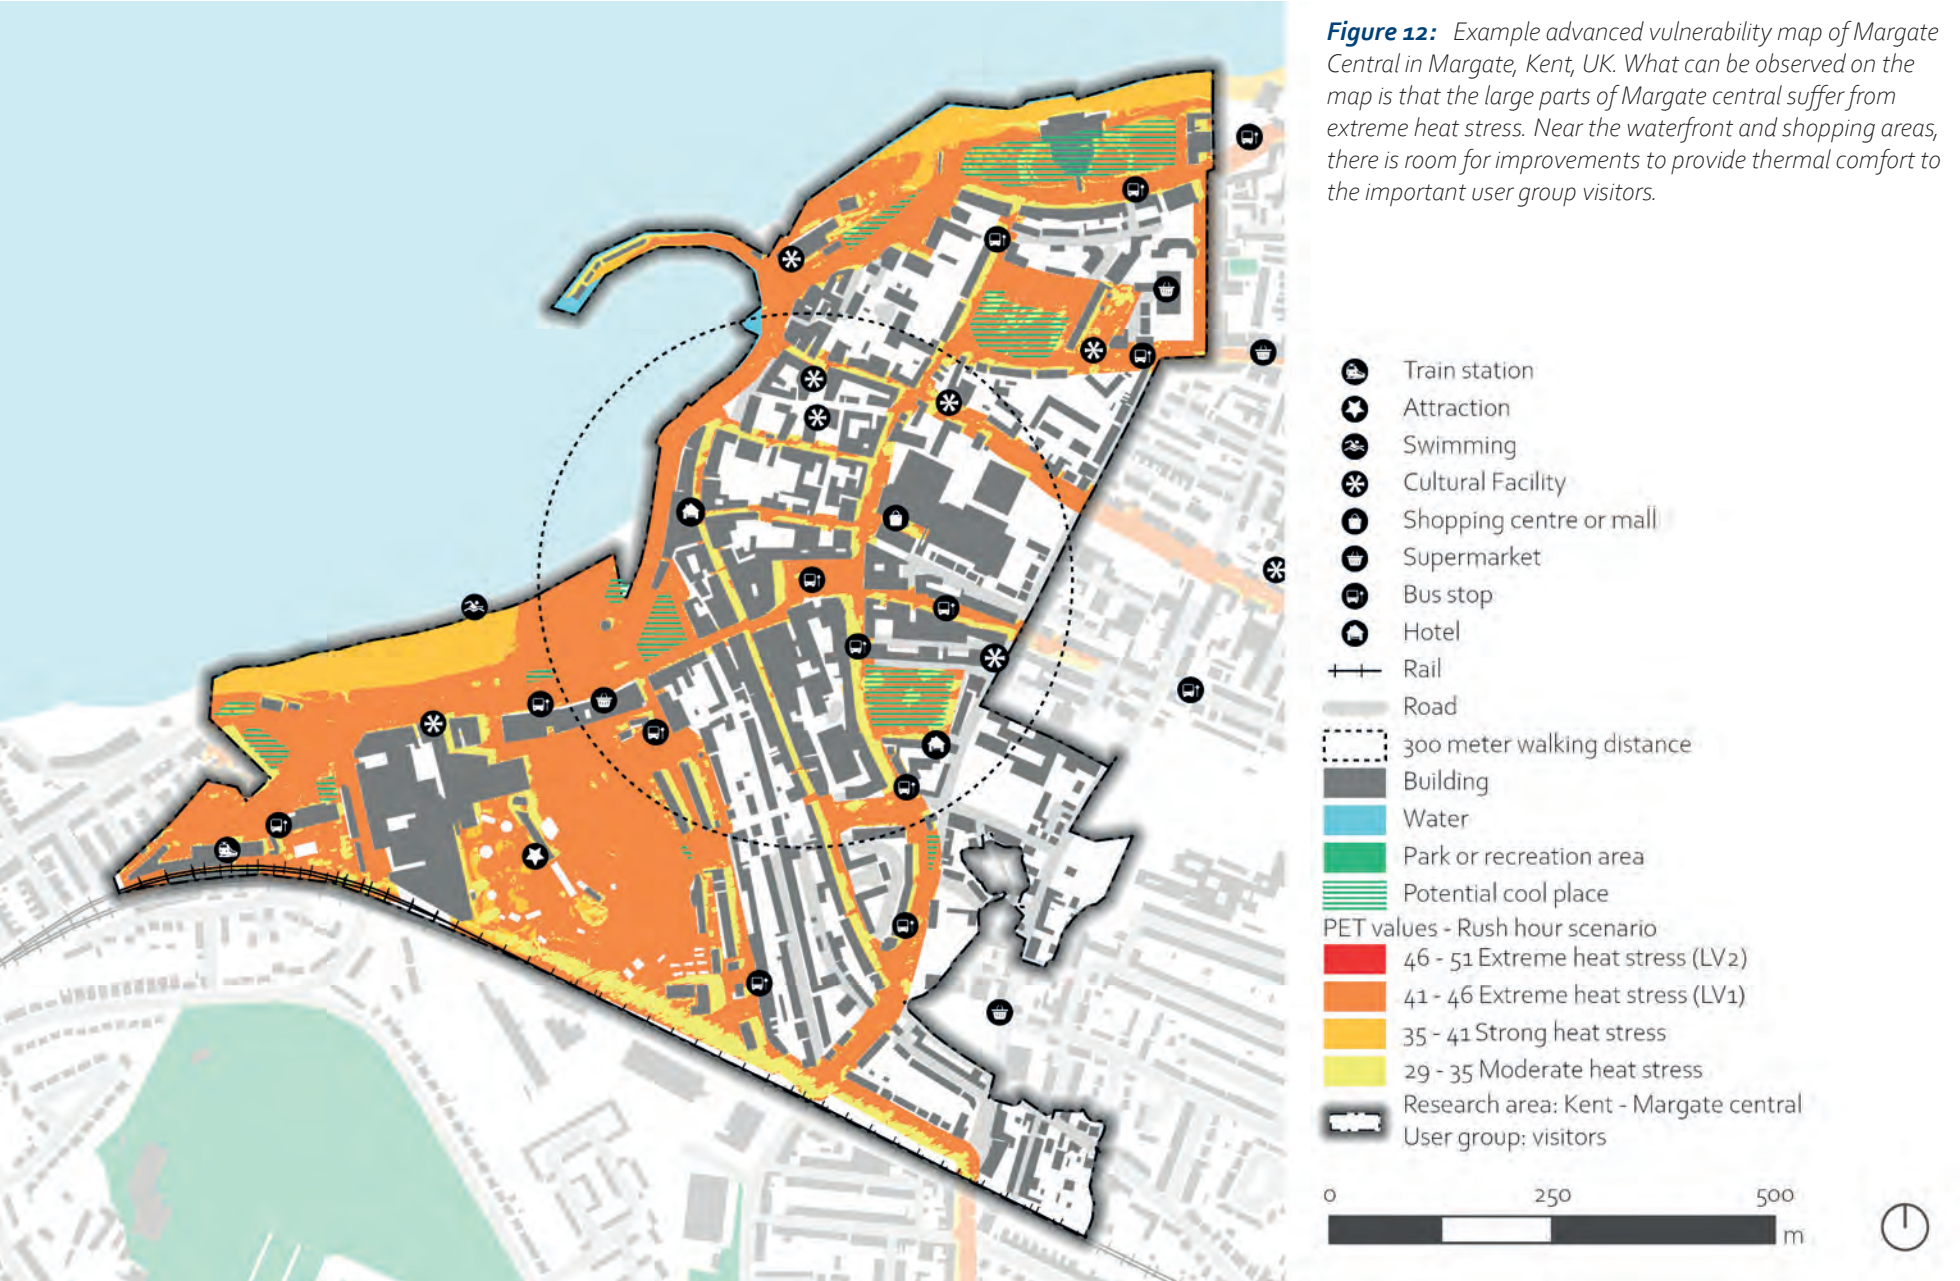 Figure 12: Example advanced vulnerability map of Margate
Central in Margate, Kent, UK. What can be observed on the
map is that the large parts of Margate central suffer from
extreme heat stress. Near the waterfront and shopping areas,
there is room for improvements to provide thermal comfort to
the important user group visitors.
Train station
Attraction
Swimming
Cultural Facility
Shopping centre or mall
Supermarket
Bus stop
Hotel
Rail
Road
300 meter walking distance
Building
Water
Park or recreation area
Potential cool place
PET values - Rush hour scenario
46 - 51 Extreme heat stress (LV2)
41 - 46 Extreme heat stress (LV1)
35 - 41 Strong heat stress
29 - 35 Moderate heat stress
Research area: Kent - Margate central
User group: visitors
0 250 500
m